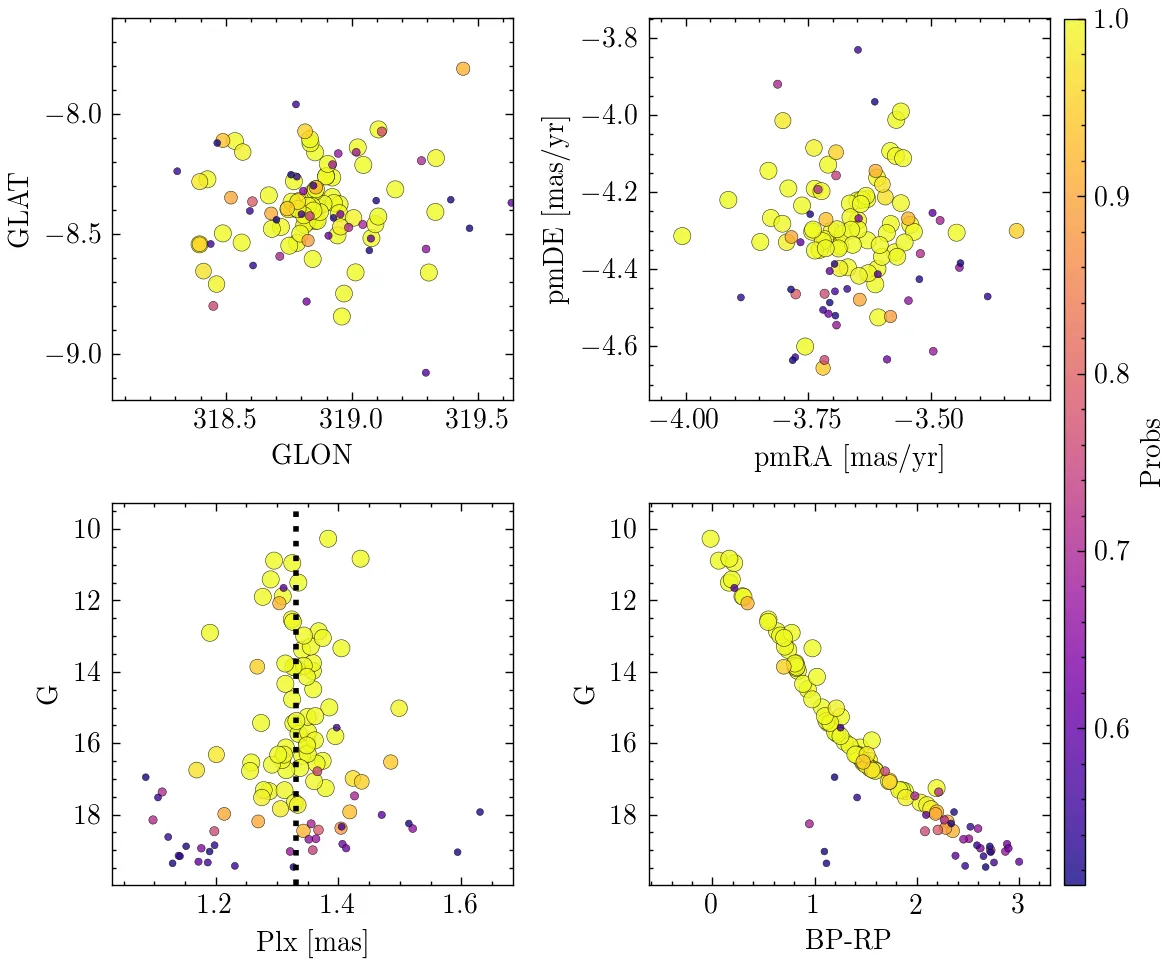 GLAT
−8.0
−8.5
−9.0
318.5 319.0 319.5
GLON
pmDE [mas/yr]
−3.8
−4.0
−4.2
−4.4
−4.6
−4.00 −3.75 −3.50
pmRA [mas/yr]
G
10
12
14
16
18
1.2 1.4 1.6
Plx [mas]
G
10
12
14
16
18
0 1 2 3
BP-RP
1.0
0.9
0.8
0.7
0.6
Probs